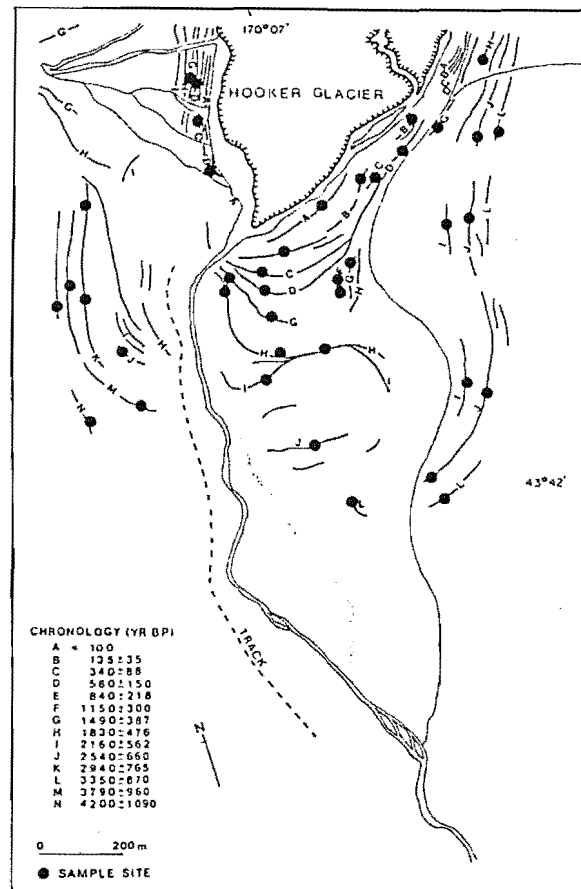 170°07'
HOOKER GLACIER
G
G
H
G
H
J
L
B
C
G
D
A
B
C
K
C
D
G
H
G
H
H
I
J
L
I
J
L
J
L
I
J
K
M
N
H
J
L
43°42'
TRACK
N
CHRONOLOGY (YR BP)
A < 100
B 135±35
C 340±88
D 580±150
E 840±218
F 1150±300
G 1490±387
H 1830±476
I 2160±562
J 2540±660
K 2940±765
L 3350±870
M 3790±960
N 4200±1090
0 200 m
SAMPLE SITE